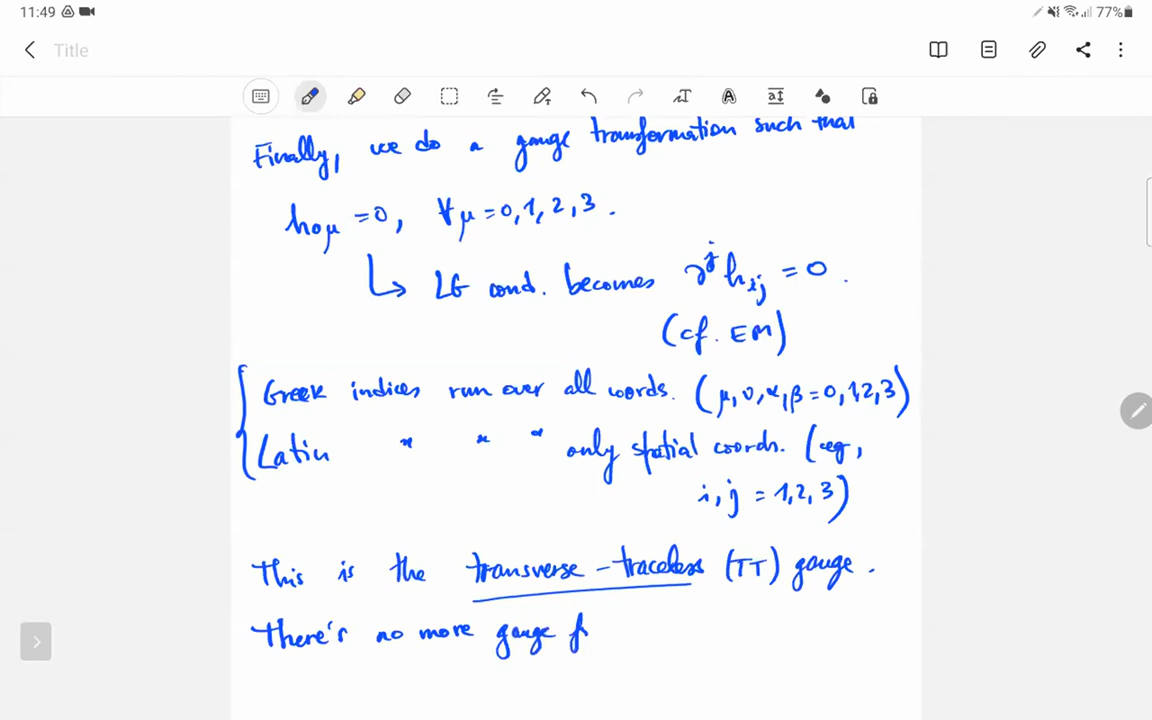 11:49
77%
Title
Finally, we do a gauge transformation such that
h0μ = 0, ∀μ = 0, 1, 2, 3.
↳ LG cond. becomes ∂^j h_ij = 0.
(cf. EM)
Greek indices run over all coords. (μ, ν, α, β = 0, 1, 2, 3)
Latin " " " only spatial coords. (eg,
i, j = 1, 2, 3)
This is the transverse-traceless (TT) gauge.
There's no more gauge f